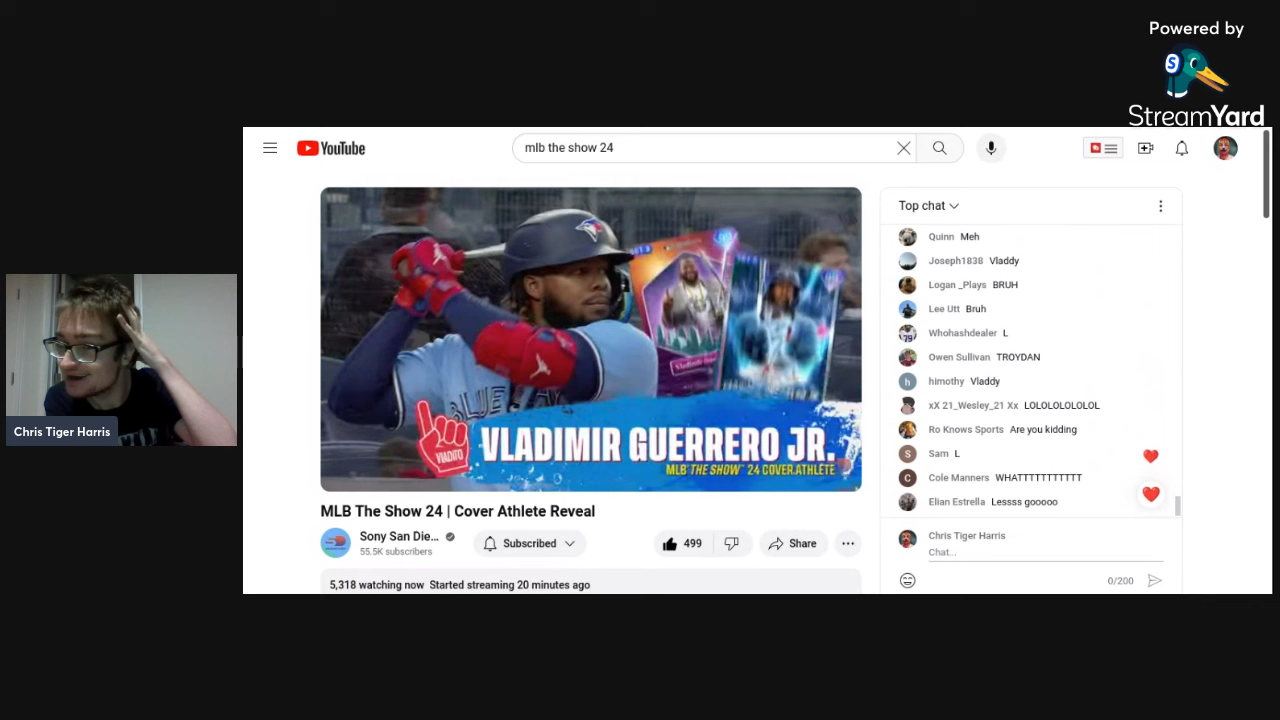 Powered by
StreamYard
YouTube
mlb the show 24
BLUE JAY
VIADITO
VLADIMIR GUERRERO JR.
MLB THE SHOW 24 COVER ATHLETE
MLB The Show 24 | Cover Athlete Reveal
Sony San Die...
55.5K subscribers
Subscribed
499
Share
5,318 watching now Started streaming 20 minutes ago
Top chat
Quinn Meh
Joseph1838 Vladdy
Logan _Plays BRUH
Lee Utt Bruh
Whohashdealer L
Owen Sullivan TROYDAN
himothy Vladdy
xX 21_Wesley_21 Xx LOLOLOLOLOLOL
Ro Knows Sports Are you kidding
Sam L
Cole Manners WHATTTTTTTTTTT
Elian Estrella Lessss gooooo
Chris Tiger Harris
Chat...
0/200
Chris Tiger Harris